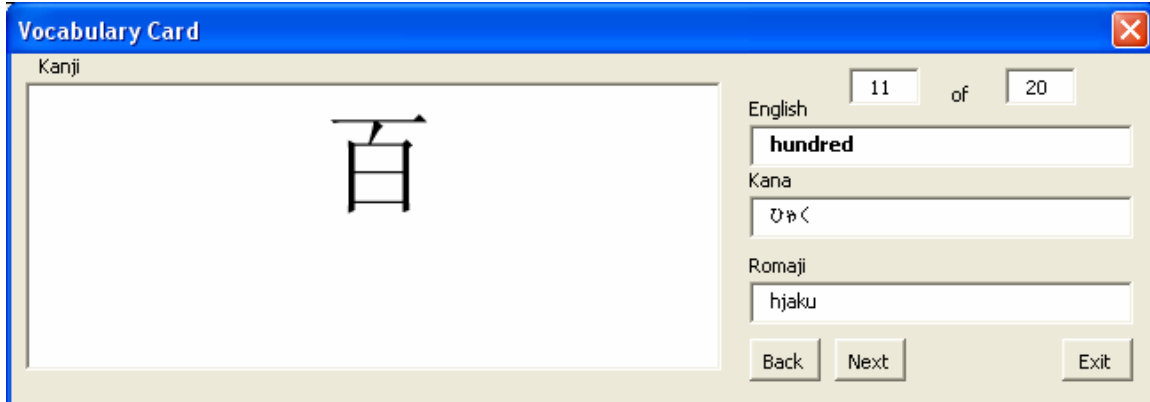 Vocabulary Card
Kanji
百
11 of 20
English
hundred
Kana
ひゃく
Romaji
hjaku
Back Next Exit